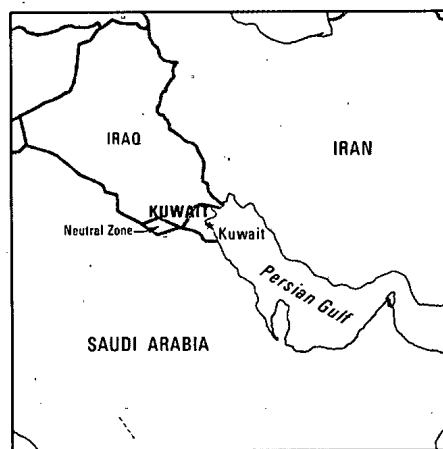 IRAQ
IRAN
KUWAIT
Neutral Zone
Kuwait
Persian Gulf
SAUDI ARABIA